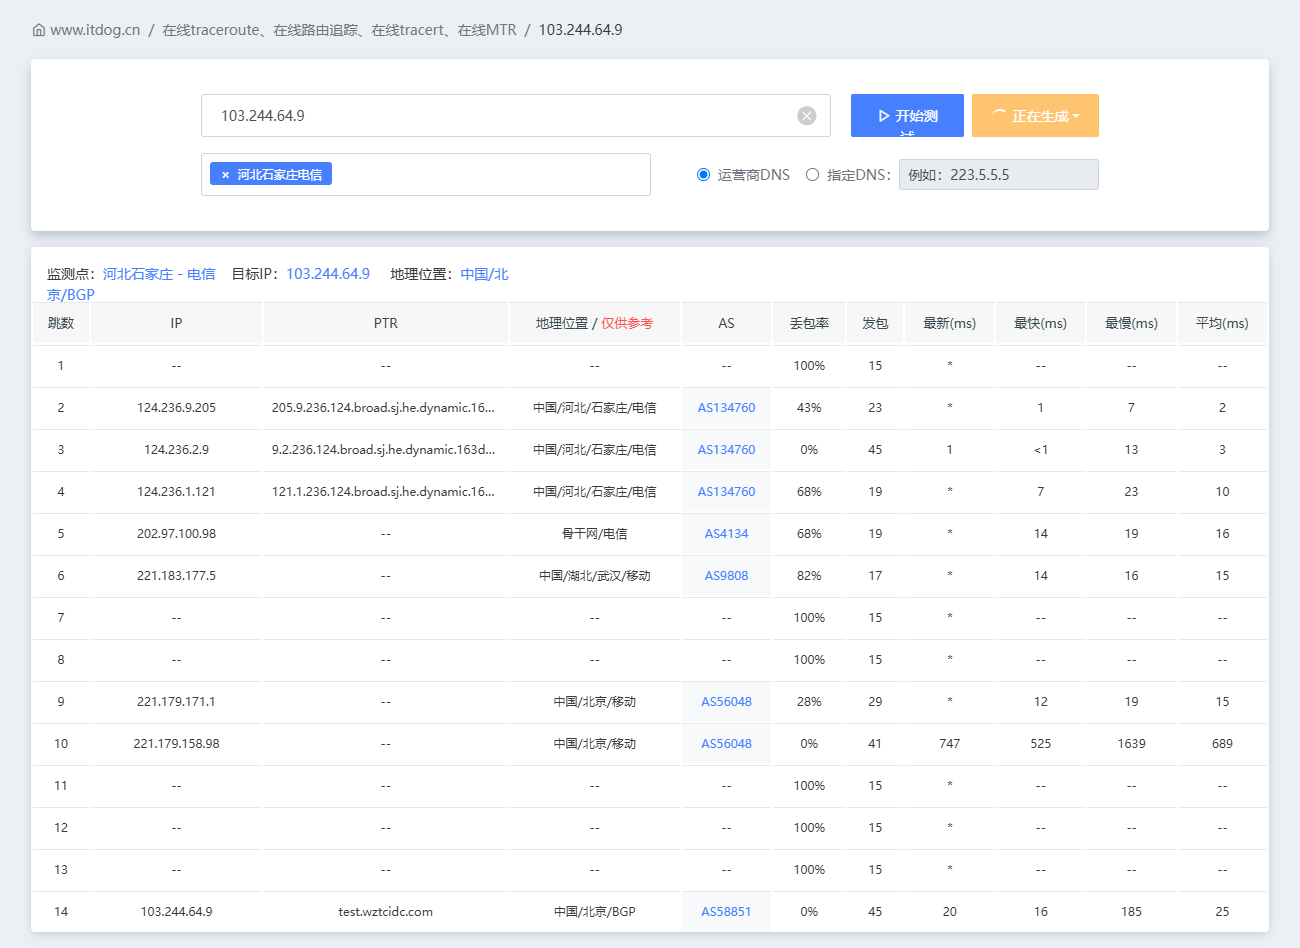 www.itdog.cn / 在线traceroute、在线路由追踪、在线tracert、在线MTR / 103.244.64.9
103.244.64.9
开始测试
正在生成
× 河北石家庄电信
运营商DNS 指定DNS: 例如：223.5.5.5
监测点：河北石家庄 - 电信 目标IP：103.244.64.9 地理位置：中国/北
京/BGP
跳数 IP PTR 地理位置 / 仅供参考 AS 丢包率 发包 最新(ms) 最快(ms) 最慢(ms) 平均(ms)
1 -- -- -- -- 100% 15 * -- -- --
2 124.236.9.205 205.9.236.124.broad.sj.he.dynamic.16... 中国/河北/石家庄/电信 AS134760 43% 23 * 1 7 2
3 124.236.2.9 9.2.236.124.broad.sj.he.dynamic.163d... 中国/河北/石家庄/电信 AS134760 0% 45 1 <1 13 3
4 124.236.1.121 121.1.236.124.broad.sj.he.dynamic.16... 中国/河北/石家庄/电信 AS134760 68% 19 * 7 23 10
5 202.97.100.98 -- 骨干网/电信 AS4134 68% 19 * 14 19 16
6 221.183.177.5 -- 中国/湖北/武汉/移动 AS9808 82% 17 * 14 16 15
7 -- -- -- -- 100% 15 * -- -- --
8 -- -- -- -- 100% 15 * -- -- --
9 221.179.171.1 -- 中国/北京/移动 AS56048 28% 29 * 12 19 15
10 221.179.158.98 -- 中国/北京/移动 AS56048 0% 41 747 525 1639 689
11 -- -- -- -- 100% 15 * -- -- --
12 -- -- -- -- 100% 15 * -- -- --
13 -- -- -- -- 100% 15 * -- -- --
14 103.244.64.9 test.wztcidc.com 中国/北京/BGP AS58851 0% 45 20 16 185 25